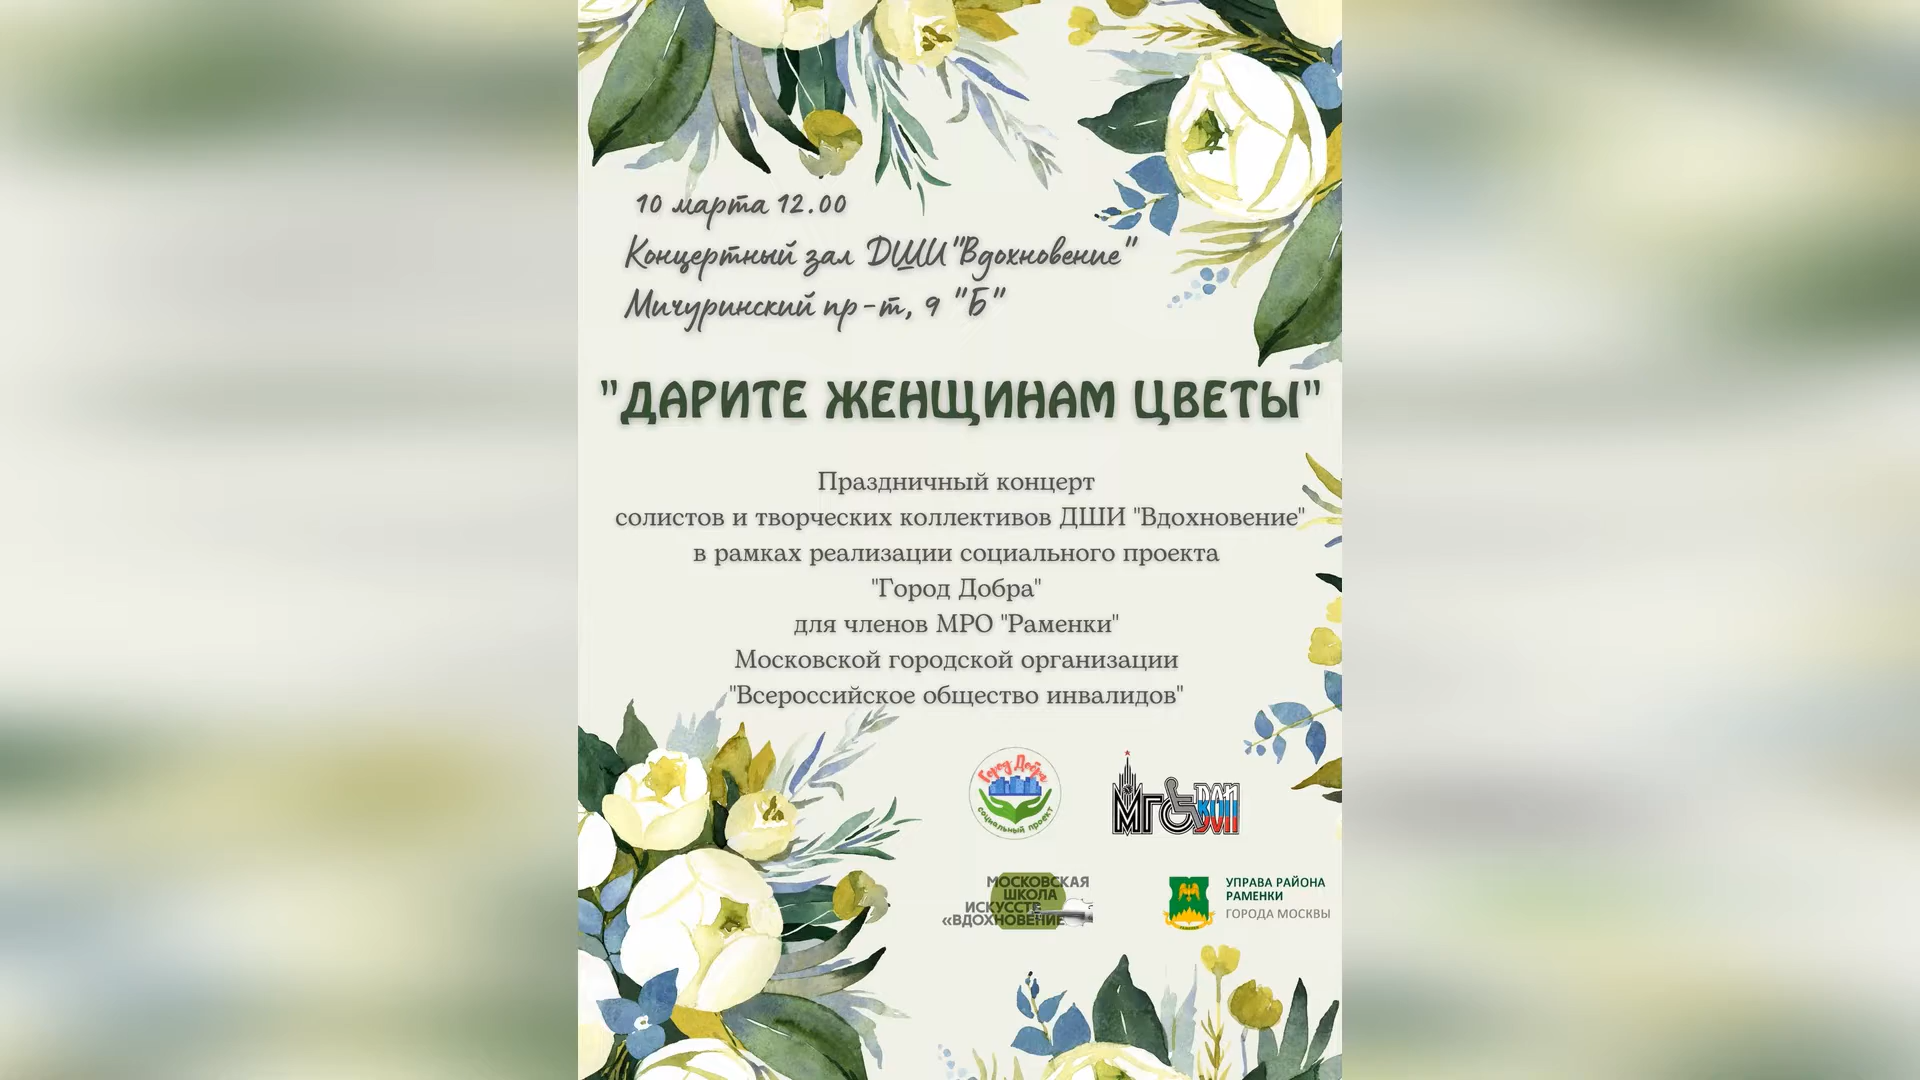 10 марта 12.00
Концертный зал ДШИ "Вдохновение"
Мичуринский пр-т, 9 "Б"
"ДАРИТЕ ЖЕНЩИНАМ ЦВЕТЫ"
Праздничный концерт
солистов и творческих коллективов ДШИ "Вдохновение"
в рамках реализации социального проекта
"Город Добра"
для членов МРО "Раменки"
Московской городской организации
"Всероссийское общество инвалидов"
Город Добра
социальный проект
МГО ВОИ
МОСКОВСКАЯ
ШКОЛА
ИСКУССТВ
«ВДОХНОВЕНИЕ
УПРАВА РАЙОНА
РАМЕНКИ
ГОРОДА МОСКВЫ